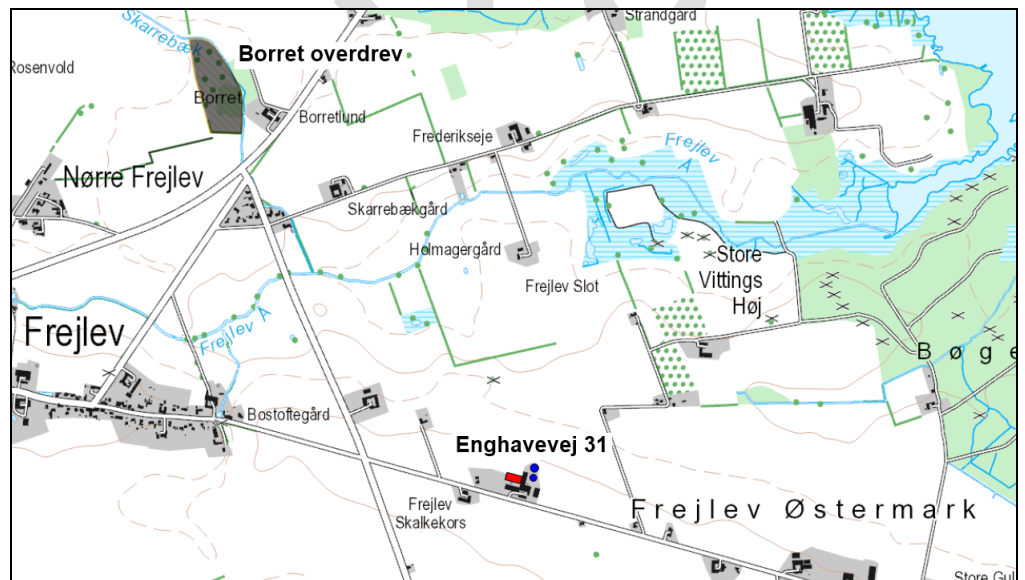 Strandgård
Skarrebæk
Borret overdrev
Rosenvold
Borret
Borretlund
Frederikseje
Frejlev
Å
Nørre Frejlev
Skarrebækgård
Holmagergård
Store
Vittings
Høj
Frejlev Slot
Frejlev Å
Frejlev
Bøge
Bostoftegård
Enghavevej 31
Frejlev
Skalkekors
Frejlev Østermark
Store Gul